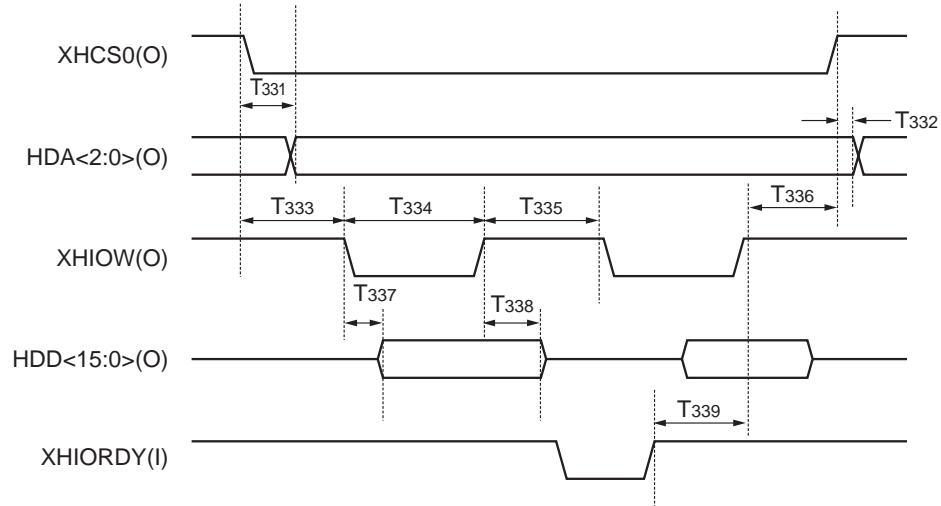 XHCS0(O)
T331
T332
HDA<2:0>(O)
T333
T334
T335
T336
XHIOW(O)
T337
T338
HDD<15:0>(O)
T339
XHIORDY(I)